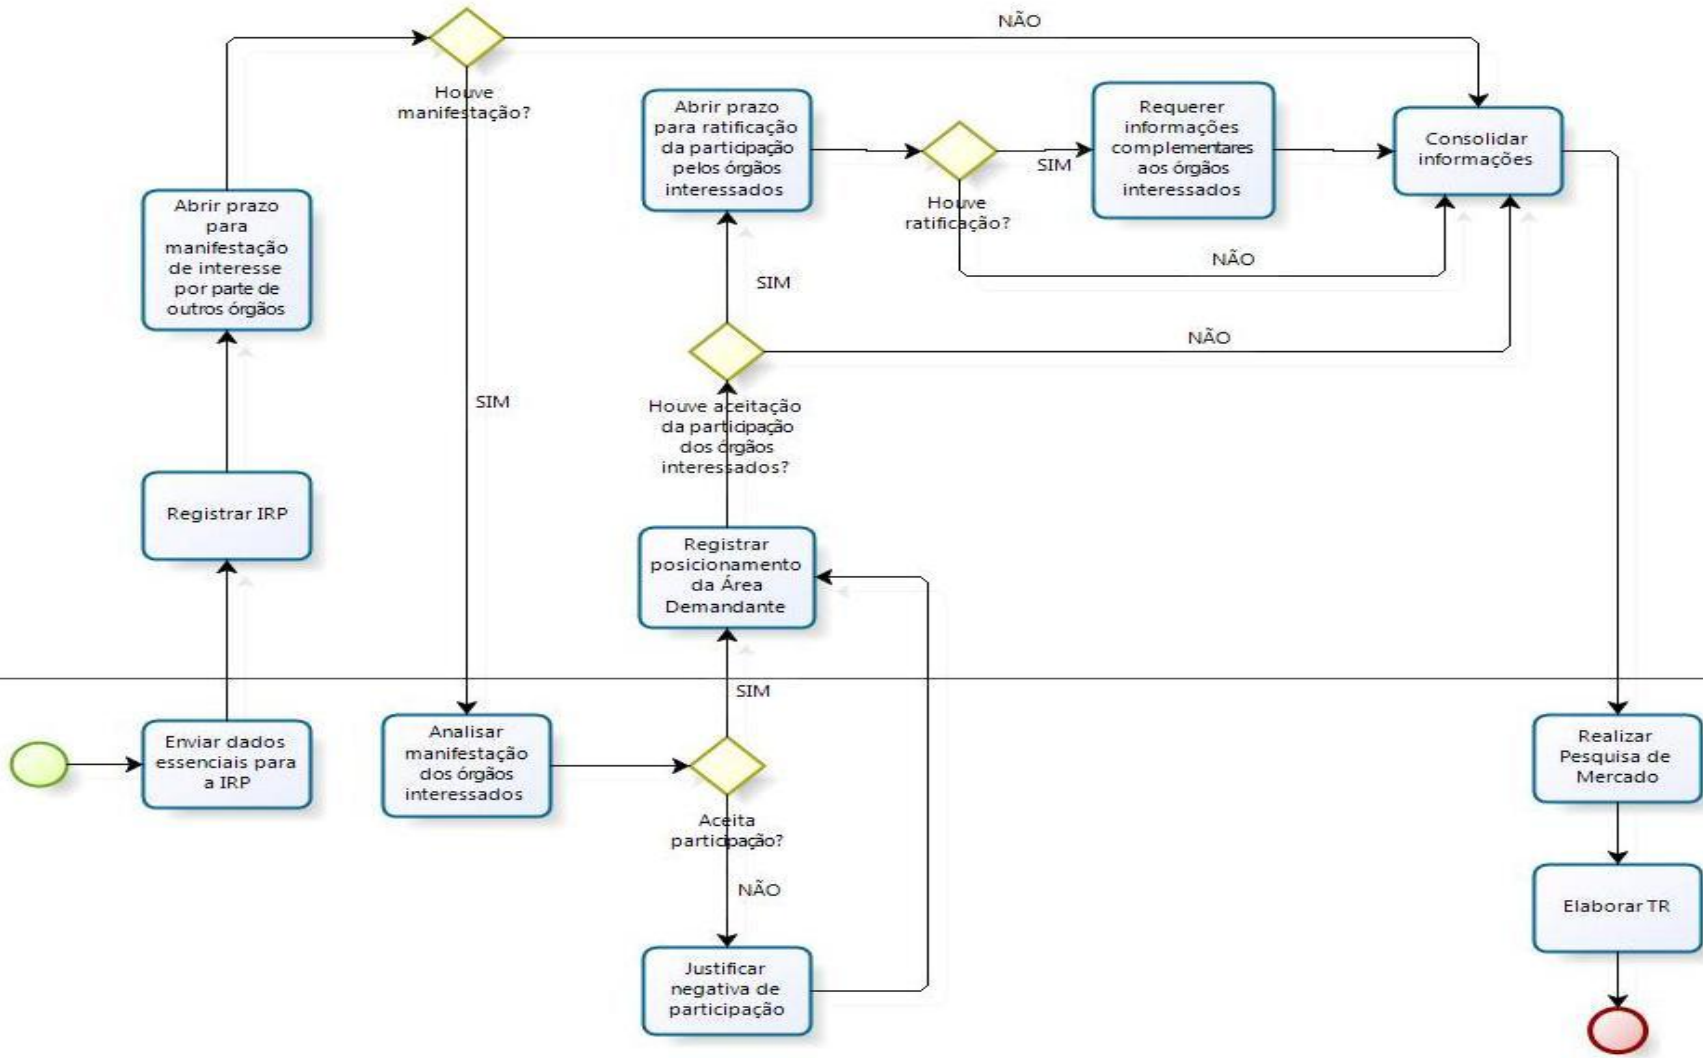 NÃO
Houve
manifestação?
Abrir prazo
para ratificação
da participação
pelos órgãos
interessados
Requerer
informações
complementares
aos órgãos
interessados
Consolidar
informações
SIM
Houve
ratificação?
NÃO
Abrir prazo
para
manifestação
de interesse
por parte de
outros órgãos
SIM
NÃO
SIM
Houve aceitação
da participação
dos órgãos
interessados?
Registrar IRP
Registrar
posicionamento
da Área
Demandante
SIM
Enviar dados
essenciais para
a IRP
Analisar
manifestação
dos órgãos
interessados
Aceita
participação?
NÃO
Justificar
negativa de
participação
Realizar
Pesquisa de
Mercado
Elaborar TR